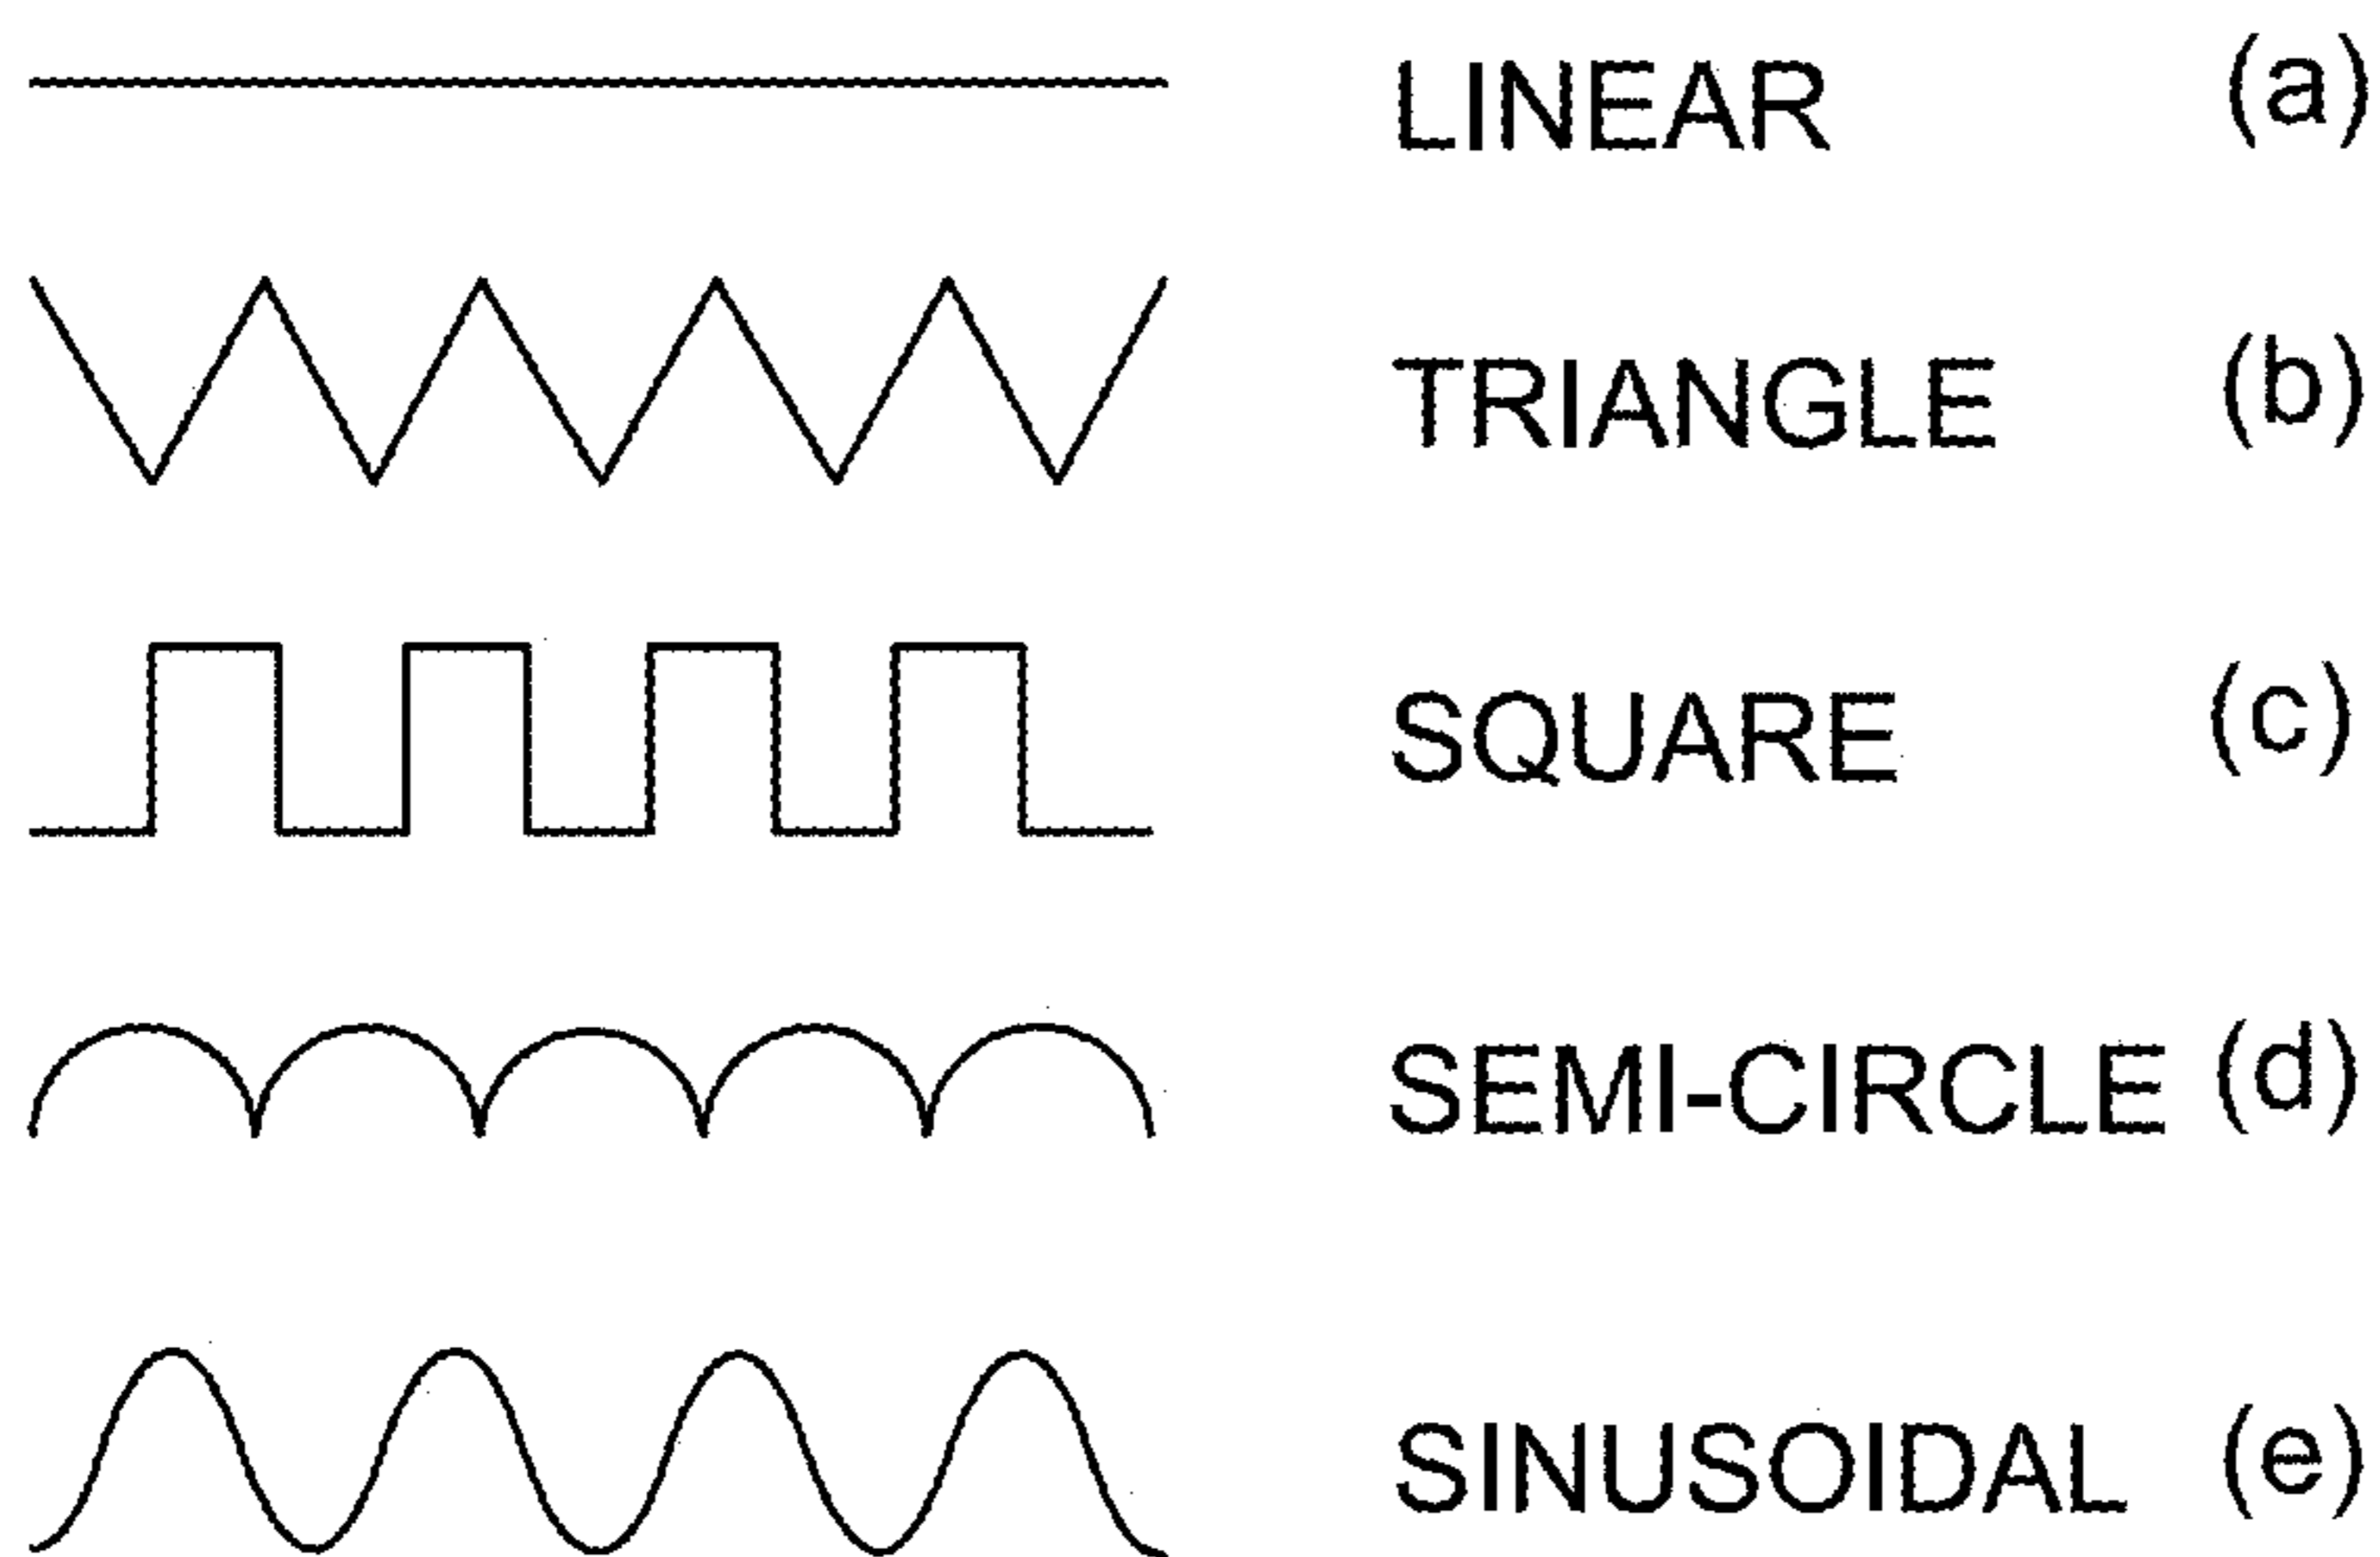 LINEAR (a)
TRIANGLE (b)
SQUARE (c)
SEMI-CIRCLE (d)
SINUSOIDAL (e)